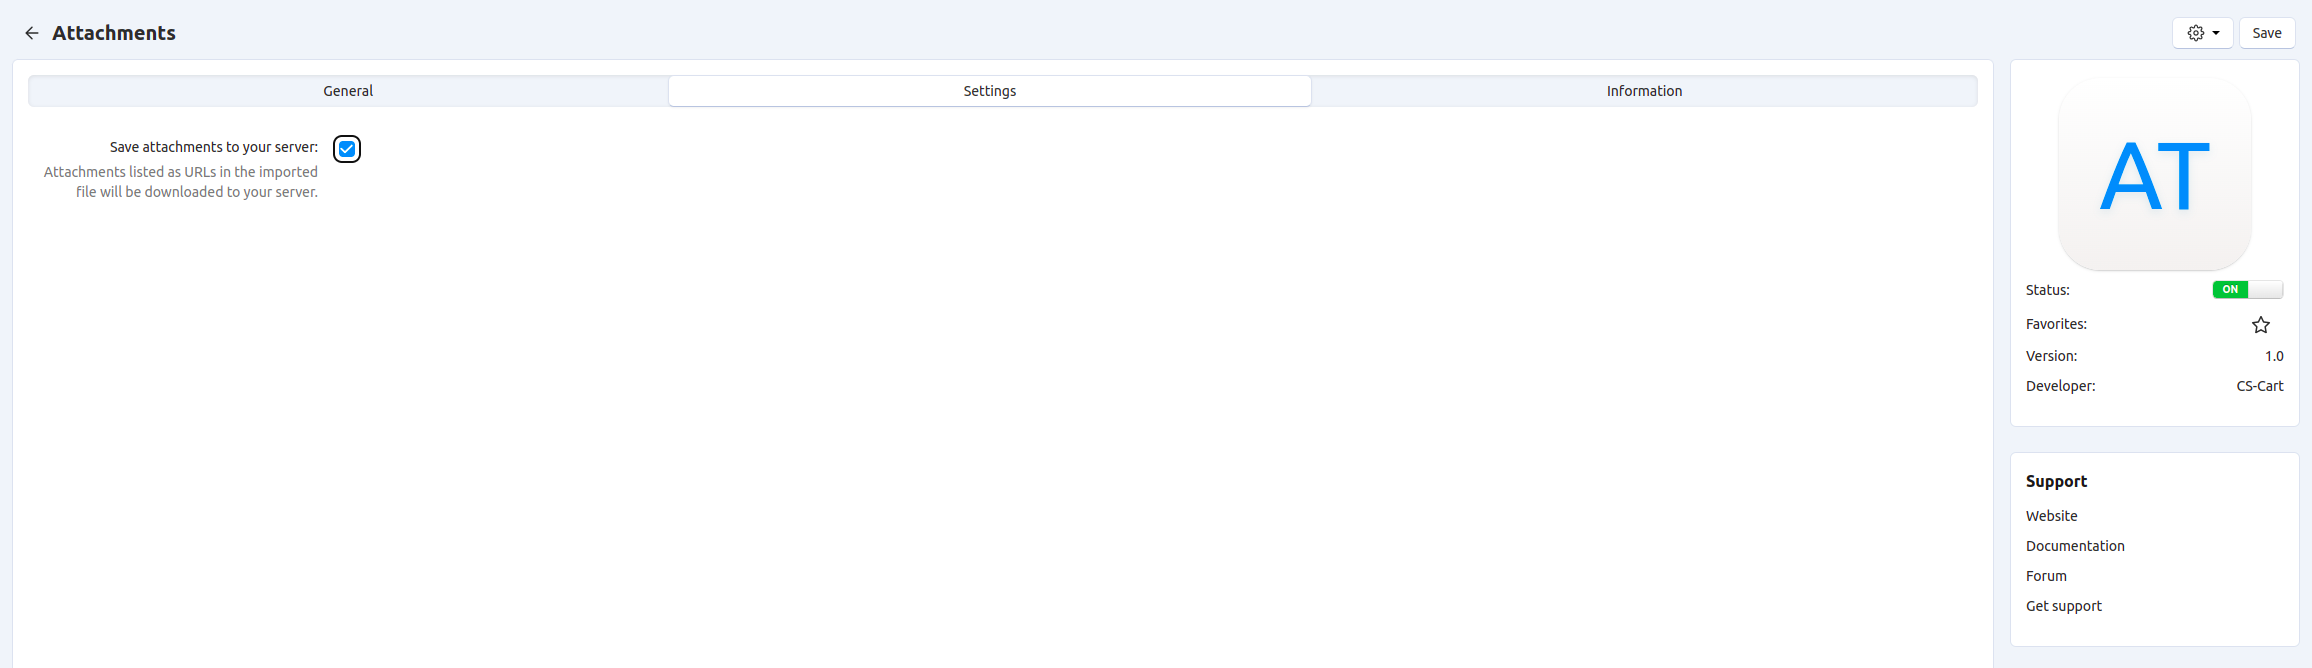 Attachments
Save
General
Settings
Information
Save attachments to your server:
Attachments listed as URLs in the imported
file will be downloaded to your server.
AT
Status:
ON
Favorites:
Version:
1.0
Developer:
CS-Cart
Support
Website
Documentation
Forum
Get support